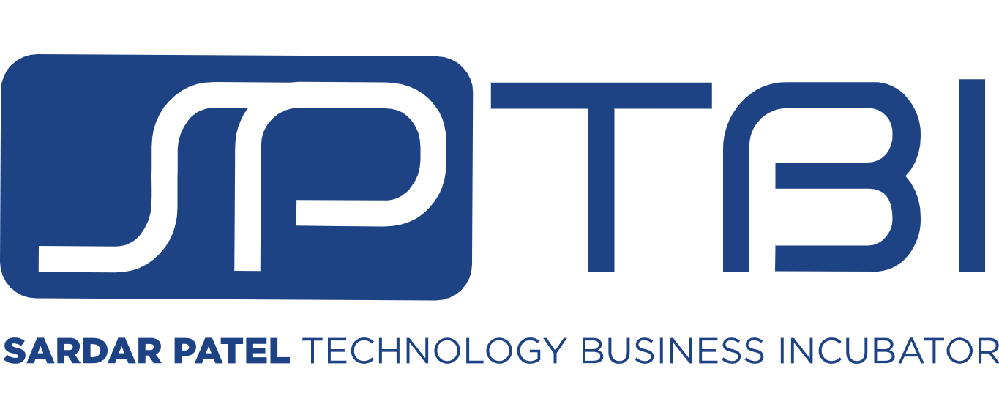 SPTBI
SARDAR PATEL TECHNOLOGY BUSINESS INCUBATOR